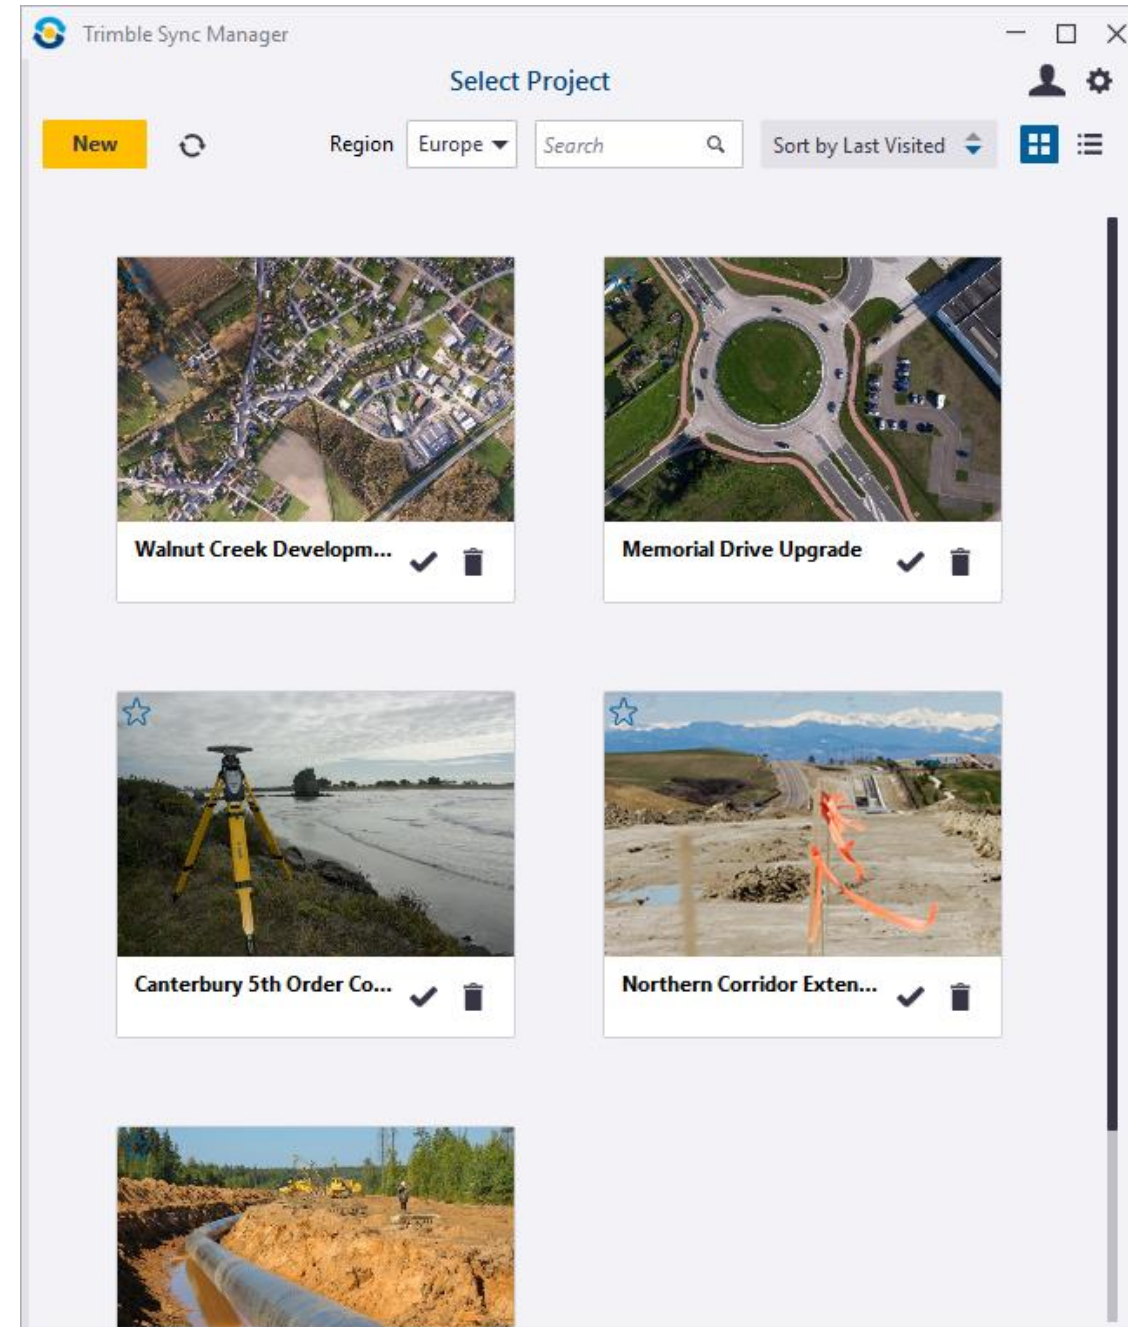 Trimble Sync Manager
Select Project
New
Region
Europe
Search
Sort by Last Visited
Walnut Creek Developm...
Memorial Drive Upgrade
Canterbury 5th Order Co...
Northern Corridor Exten...